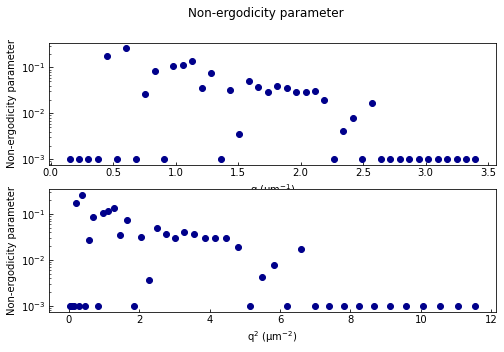 Non-ergodicity parameter
Non-ergodicity parameter
10⁻¹
10⁻²
10⁻³
0.0 0.5 1.0 1.5 2.0 2.5 3.0 3.5
q (μm⁻¹)
Non-ergodicity parameter
10⁻¹
10⁻²
10⁻³
0 2 4 6 8 10 12
q² (μm⁻²)